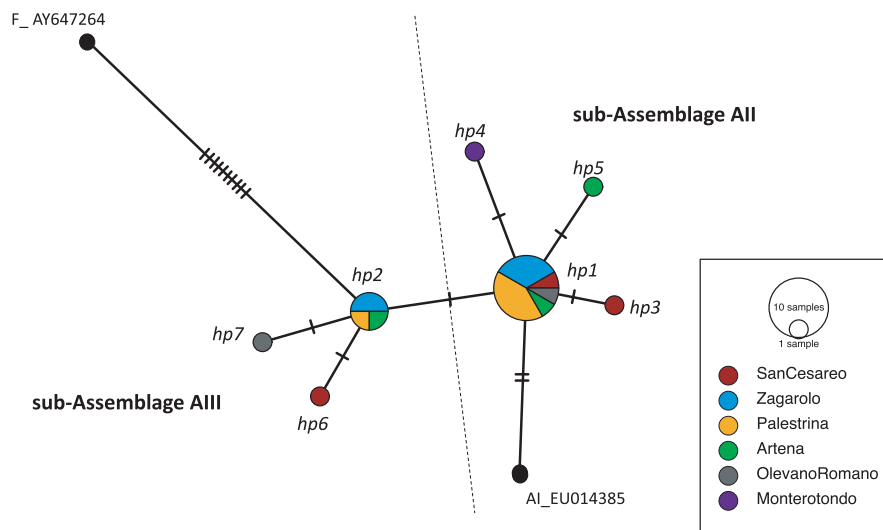 F_ AY647264
sub-Assemblage AII
hp4
hp5
hp2
hp1
hp3
hp7
hp6
sub-Assemblage AIII
AI_EU014385
10 samples
1 sample
SanCesareo
Zagarolo
Palestrina
Artena
OlevanoRomano
Monterotondo